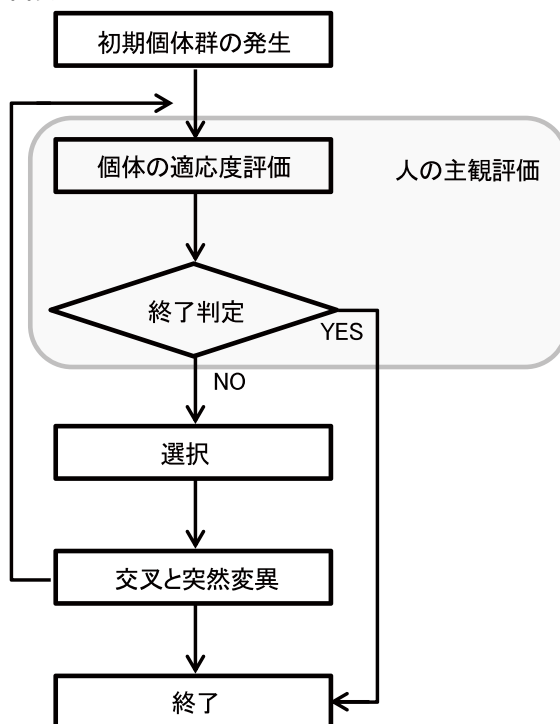 初期個体群の発生
個体の適応度評価
人の主観評価
終了判定
YES
NO
選択
交叉と突然変異
終了